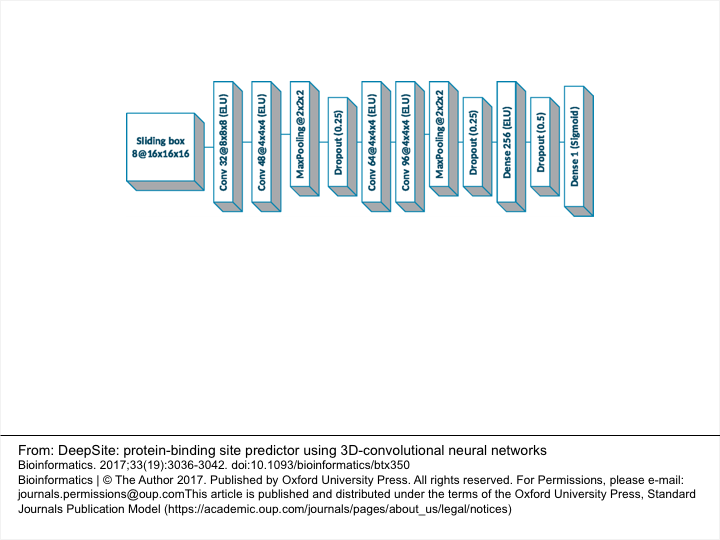 Sliding box
8@16x16x16
Conv 32@8x8x8 (ELU)
Conv 48@4x4x4 (ELU)
MaxPooling@2x2x2
Dropout (0.25)
Conv 64@4x4x4 (ELU)
Conv 96@4x4x4 (ELU)
MaxPooling@2x2x2
Dropout (0.25)
Dense 256 (ELU)
Dropout (0.5)
Dense 1 (Sigmoid)
From: DeepSite: protein-binding site predictor using 3D-convolutional neural networks
Bioinformatics. 2017;33(19):3036-3042. doi:10.1093/bioinformatics/btx350
Bioinformatics | © The Author 2017. Published by Oxford University Press. All rights reserved. For Permissions, please e-mail:
journals.permissions@oup.comThis article is published and distributed under the terms of the Oxford University Press, Standard
Journals Publication Model (https://academic.oup.com/journals/pages/about_us/legal/notices)